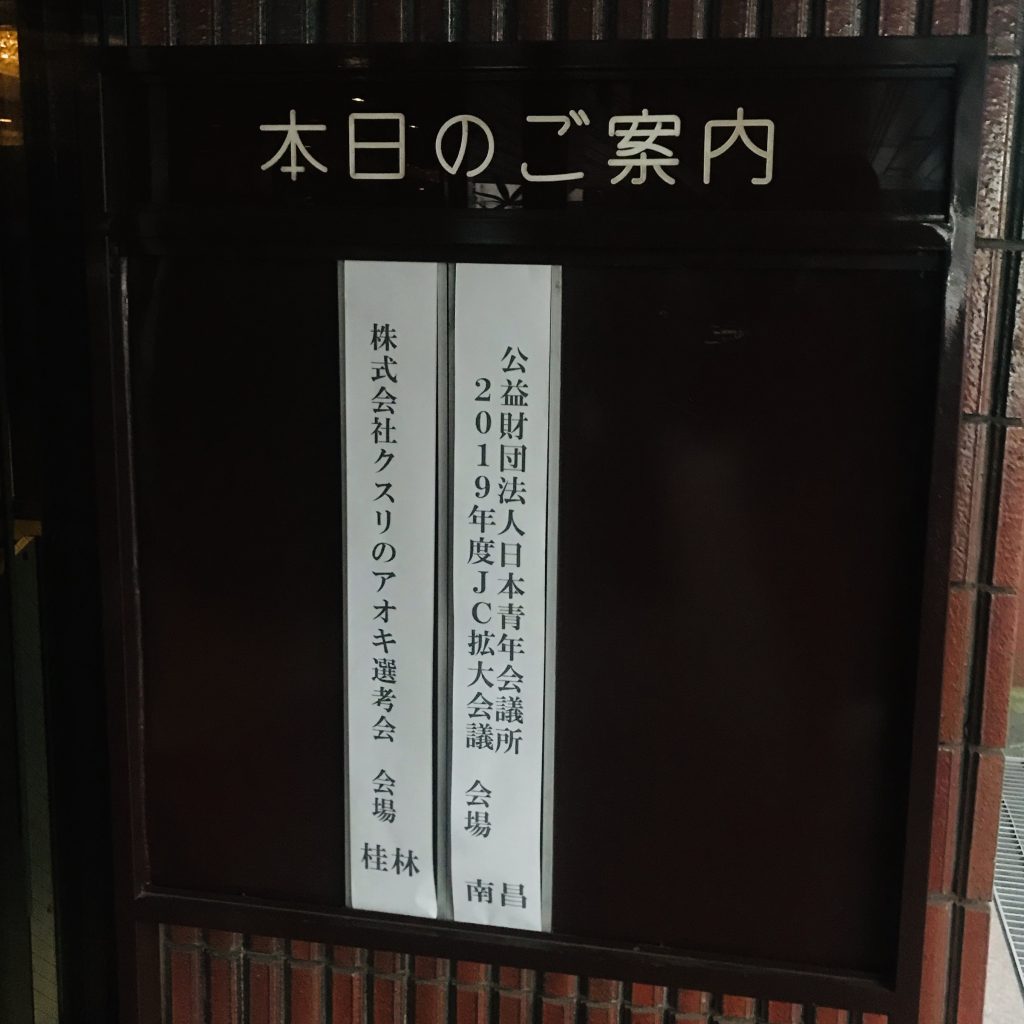 本日のご案内
公益財団法人日本青年会議所
2019年度JC拡大会議 会場
南昌
株式会社クスリのアオキ選考会 会場
桂林